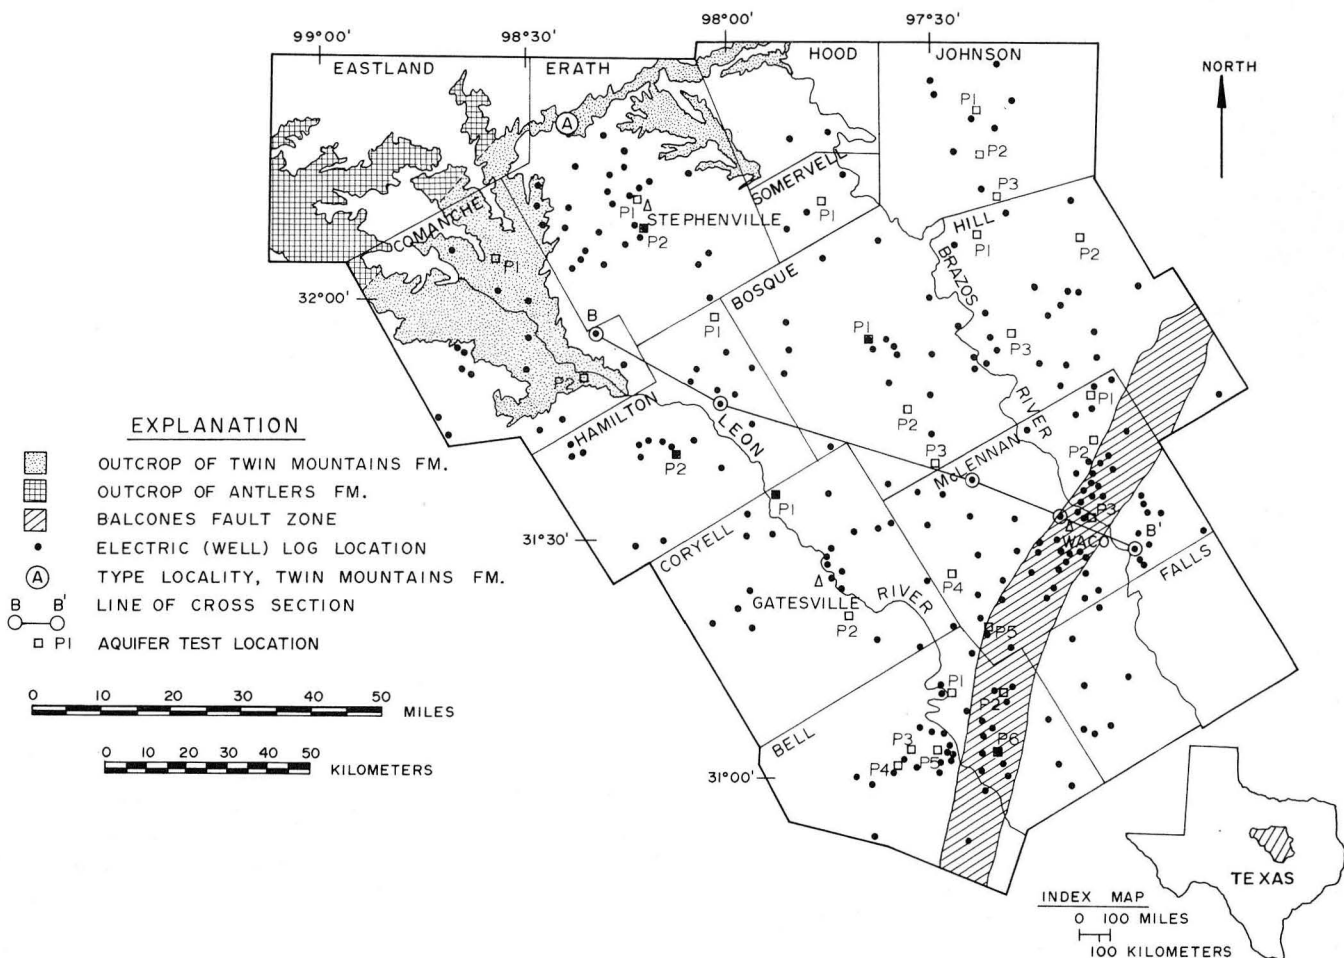 99°00'
98°30'
98°00'
97°30'
EASTLAND
ERATH
HOOD
JOHNSON
NORTH
A
P1
P2
P3
SOMERVELL
P1
COMANCHE
P1
STEPHENVILLE
P2
P1
HILL
P1
P2
BRAZOS
32°00'
BOSQUE
B
P1
P1
P3
P2
HAMILTON
LEON
P2
RIVER
P1
P2
P3
McLENNAN
P2
EXPLANATION
OUTCROP OF TWIN MOUNTAINS FM.
OUTCROP OF ANTLERS FM.
BALCONES FAULT ZONE
ELECTRIC (WELL) LOG LOCATION
A TYPE LOCALITY, TWIN MOUNTAINS FM.
B B' LINE OF CROSS SECTION
P1 AQUIFER TEST LOCATION
P1
P3
WACO
B'
31°30'
CORYELL
FALLS
GATESVILLE
RIVER
P4
P2
P5
P1
P2
BELL
P3
P4
P5
P6
31°00'
0 10 20 30 40 50 MILES
0 10 20 30 40 50 KILOMETERS
TEXAS
INDEX MAP
0 100 MILES
100 KILOMETERS